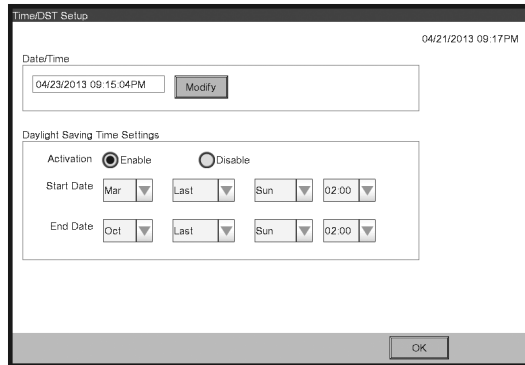 Time/DST Setup
04/21/2013 09:17PM
Date/Time
04/23/2013 09:15:04PM Modify
Daylight Saving Time Settings
Activation Enable Disable
Start Date Mar Last Sun 02:00
End Date Oct Last Sun 02:00
OK